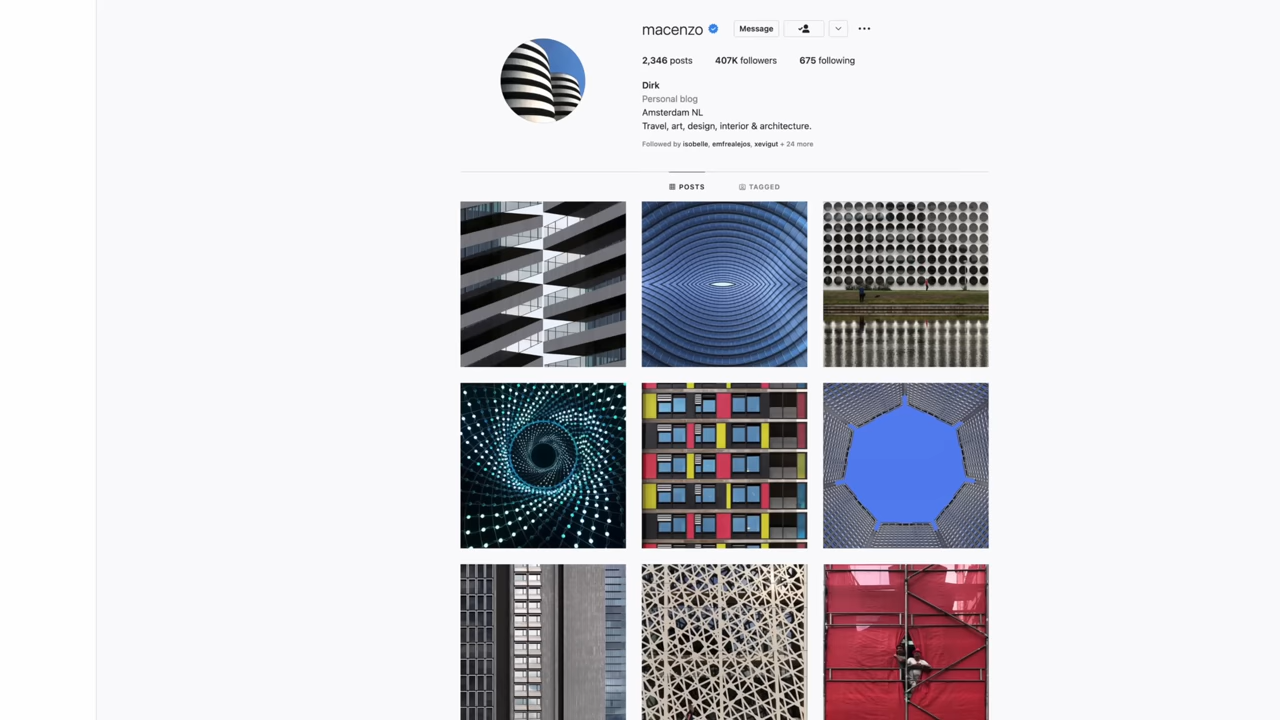 macenzo Message
2,346 posts 407K followers 675 following
Dirk
Personal blog
Amsterdam NL
Travel, art, design, interior & architecture.
Followed by isobelle, emfrealejos, xevigut + 24 more
POSTS TAGGED